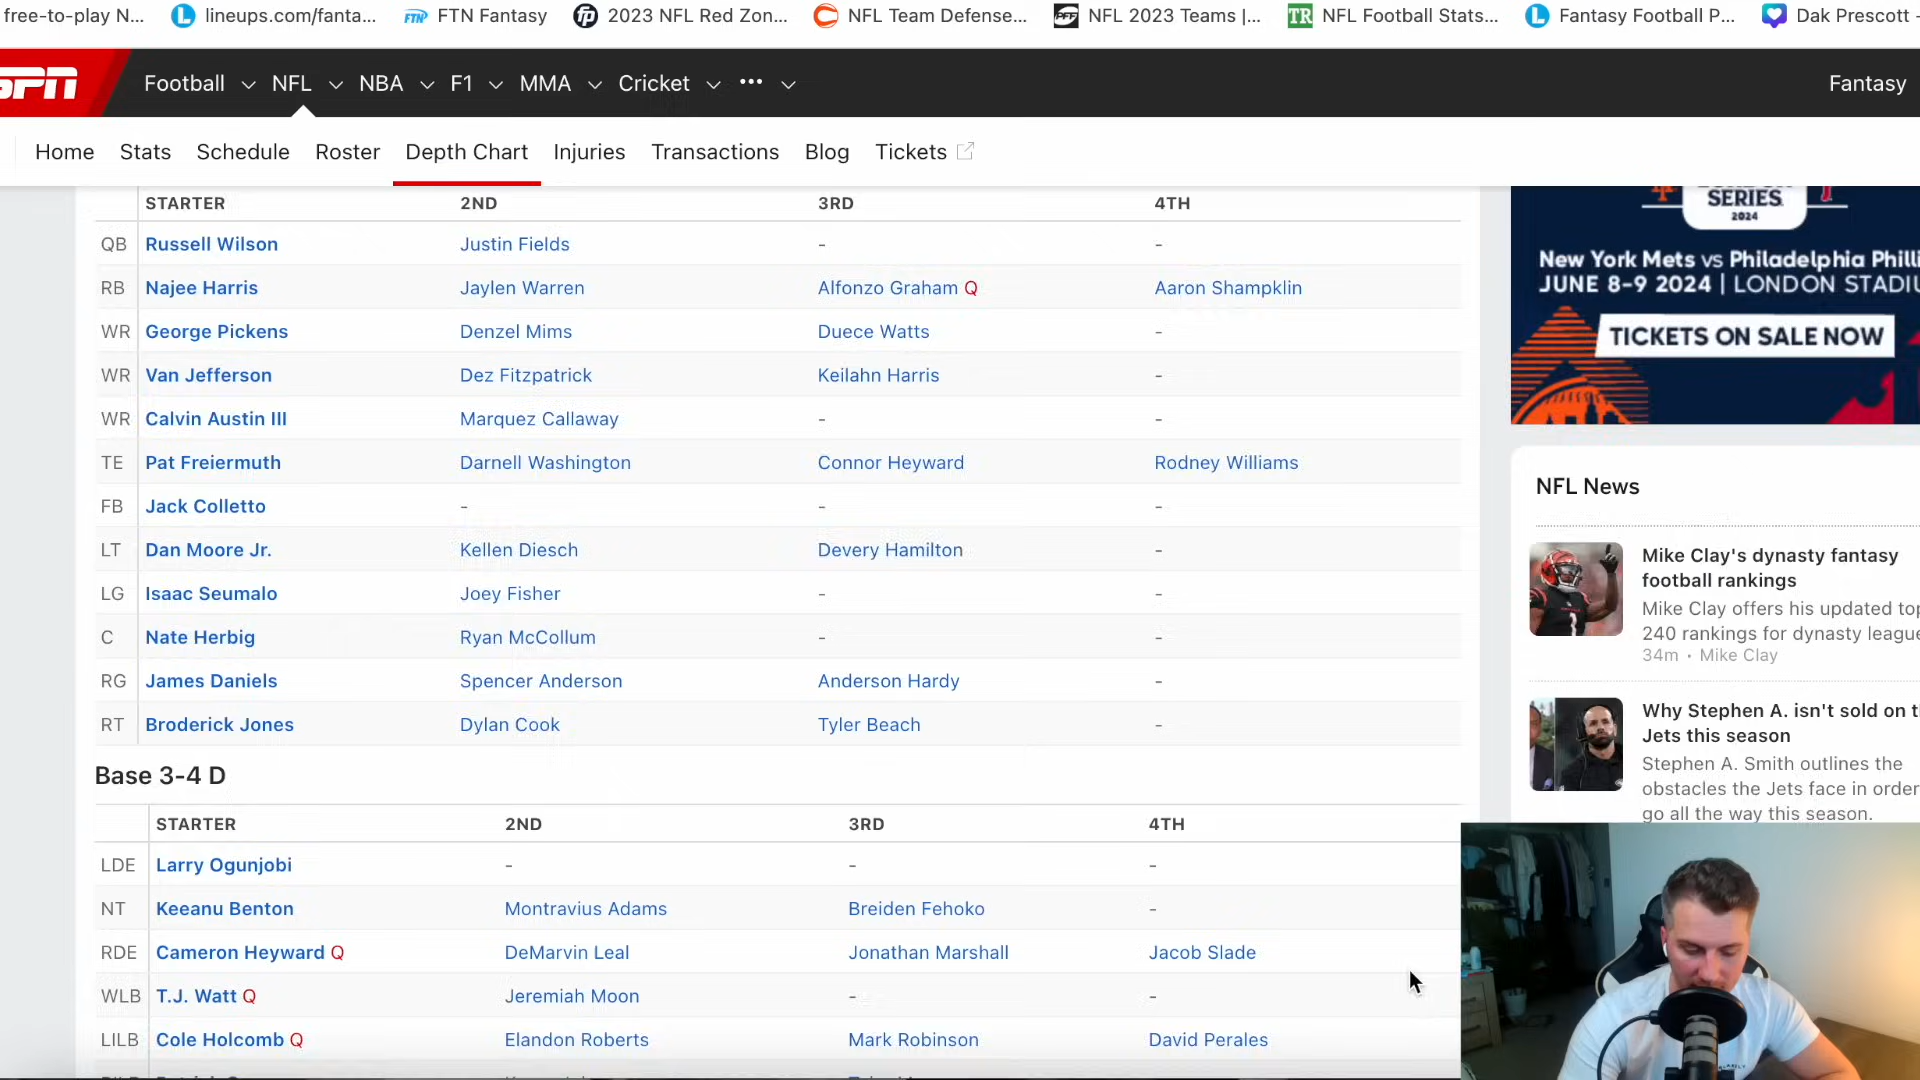 free-to-play N... lineups.com/fanta... FTN Fantasy 2023 NFL Red Zon... NFL Team Defense... NFL 2023 Teams |... NFL Football Stats... Fantasy Football P... Dak Prescott -
ESPN Football NFL NBA F1 MMA Cricket ••• Fantasy
Home Stats Schedule Roster Depth Chart Injuries Transactions Blog Tickets
STARTER 2ND 3RD 4TH
QB Russell Wilson Justin Fields - -
RB Najee Harris Jaylen Warren Alfonzo Graham Q Aaron Shampklin
WR George Pickens Denzel Mims Duece Watts -
WR Van Jefferson Dez Fitzpatrick Keilahn Harris -
WR Calvin Austin III Marquez Callaway - -
TE Pat Freiermuth Darnell Washington Connor Heyward Rodney Williams
FB Jack Colletto - - -
LT Dan Moore Jr. Kellen Diesch Devery Hamilton -
LG Isaac Seumalo Joey Fisher - -
C Nate Herbig Ryan McCollum - -
RG James Daniels Spencer Anderson Anderson Hardy -
RT Broderick Jones Dylan Cook Tyler Beach -
Base 3-4 D
STARTER 2ND 3RD 4TH
LDE Larry Ogunjobi - - -
NT Keeanu Benton Montravius Adams Breiden Fehoko -
RDE Cameron Heyward Q DeMarvin Leal Jonathan Marshall Jacob Slade
WLB T.J. Watt Q Jeremiah Moon - -
LILB Cole Holcomb Q Elandon Roberts Mark Robinson David Perales
SERIES
2024
New York Mets vs Philadelphia Philli
JUNE 8-9 2024 | LONDON STADIU
TICKETS ON SALE NOW
NFL News
Mike Clay's dynasty fantasy
football rankings
Mike Clay offers his updated top
240 rankings for dynasty league
34m • Mike Clay
Why Stephen A. isn't sold on t
Jets this season
Stephen A. Smith outlines the
obstacles the Jets face in order
go all the way this season.